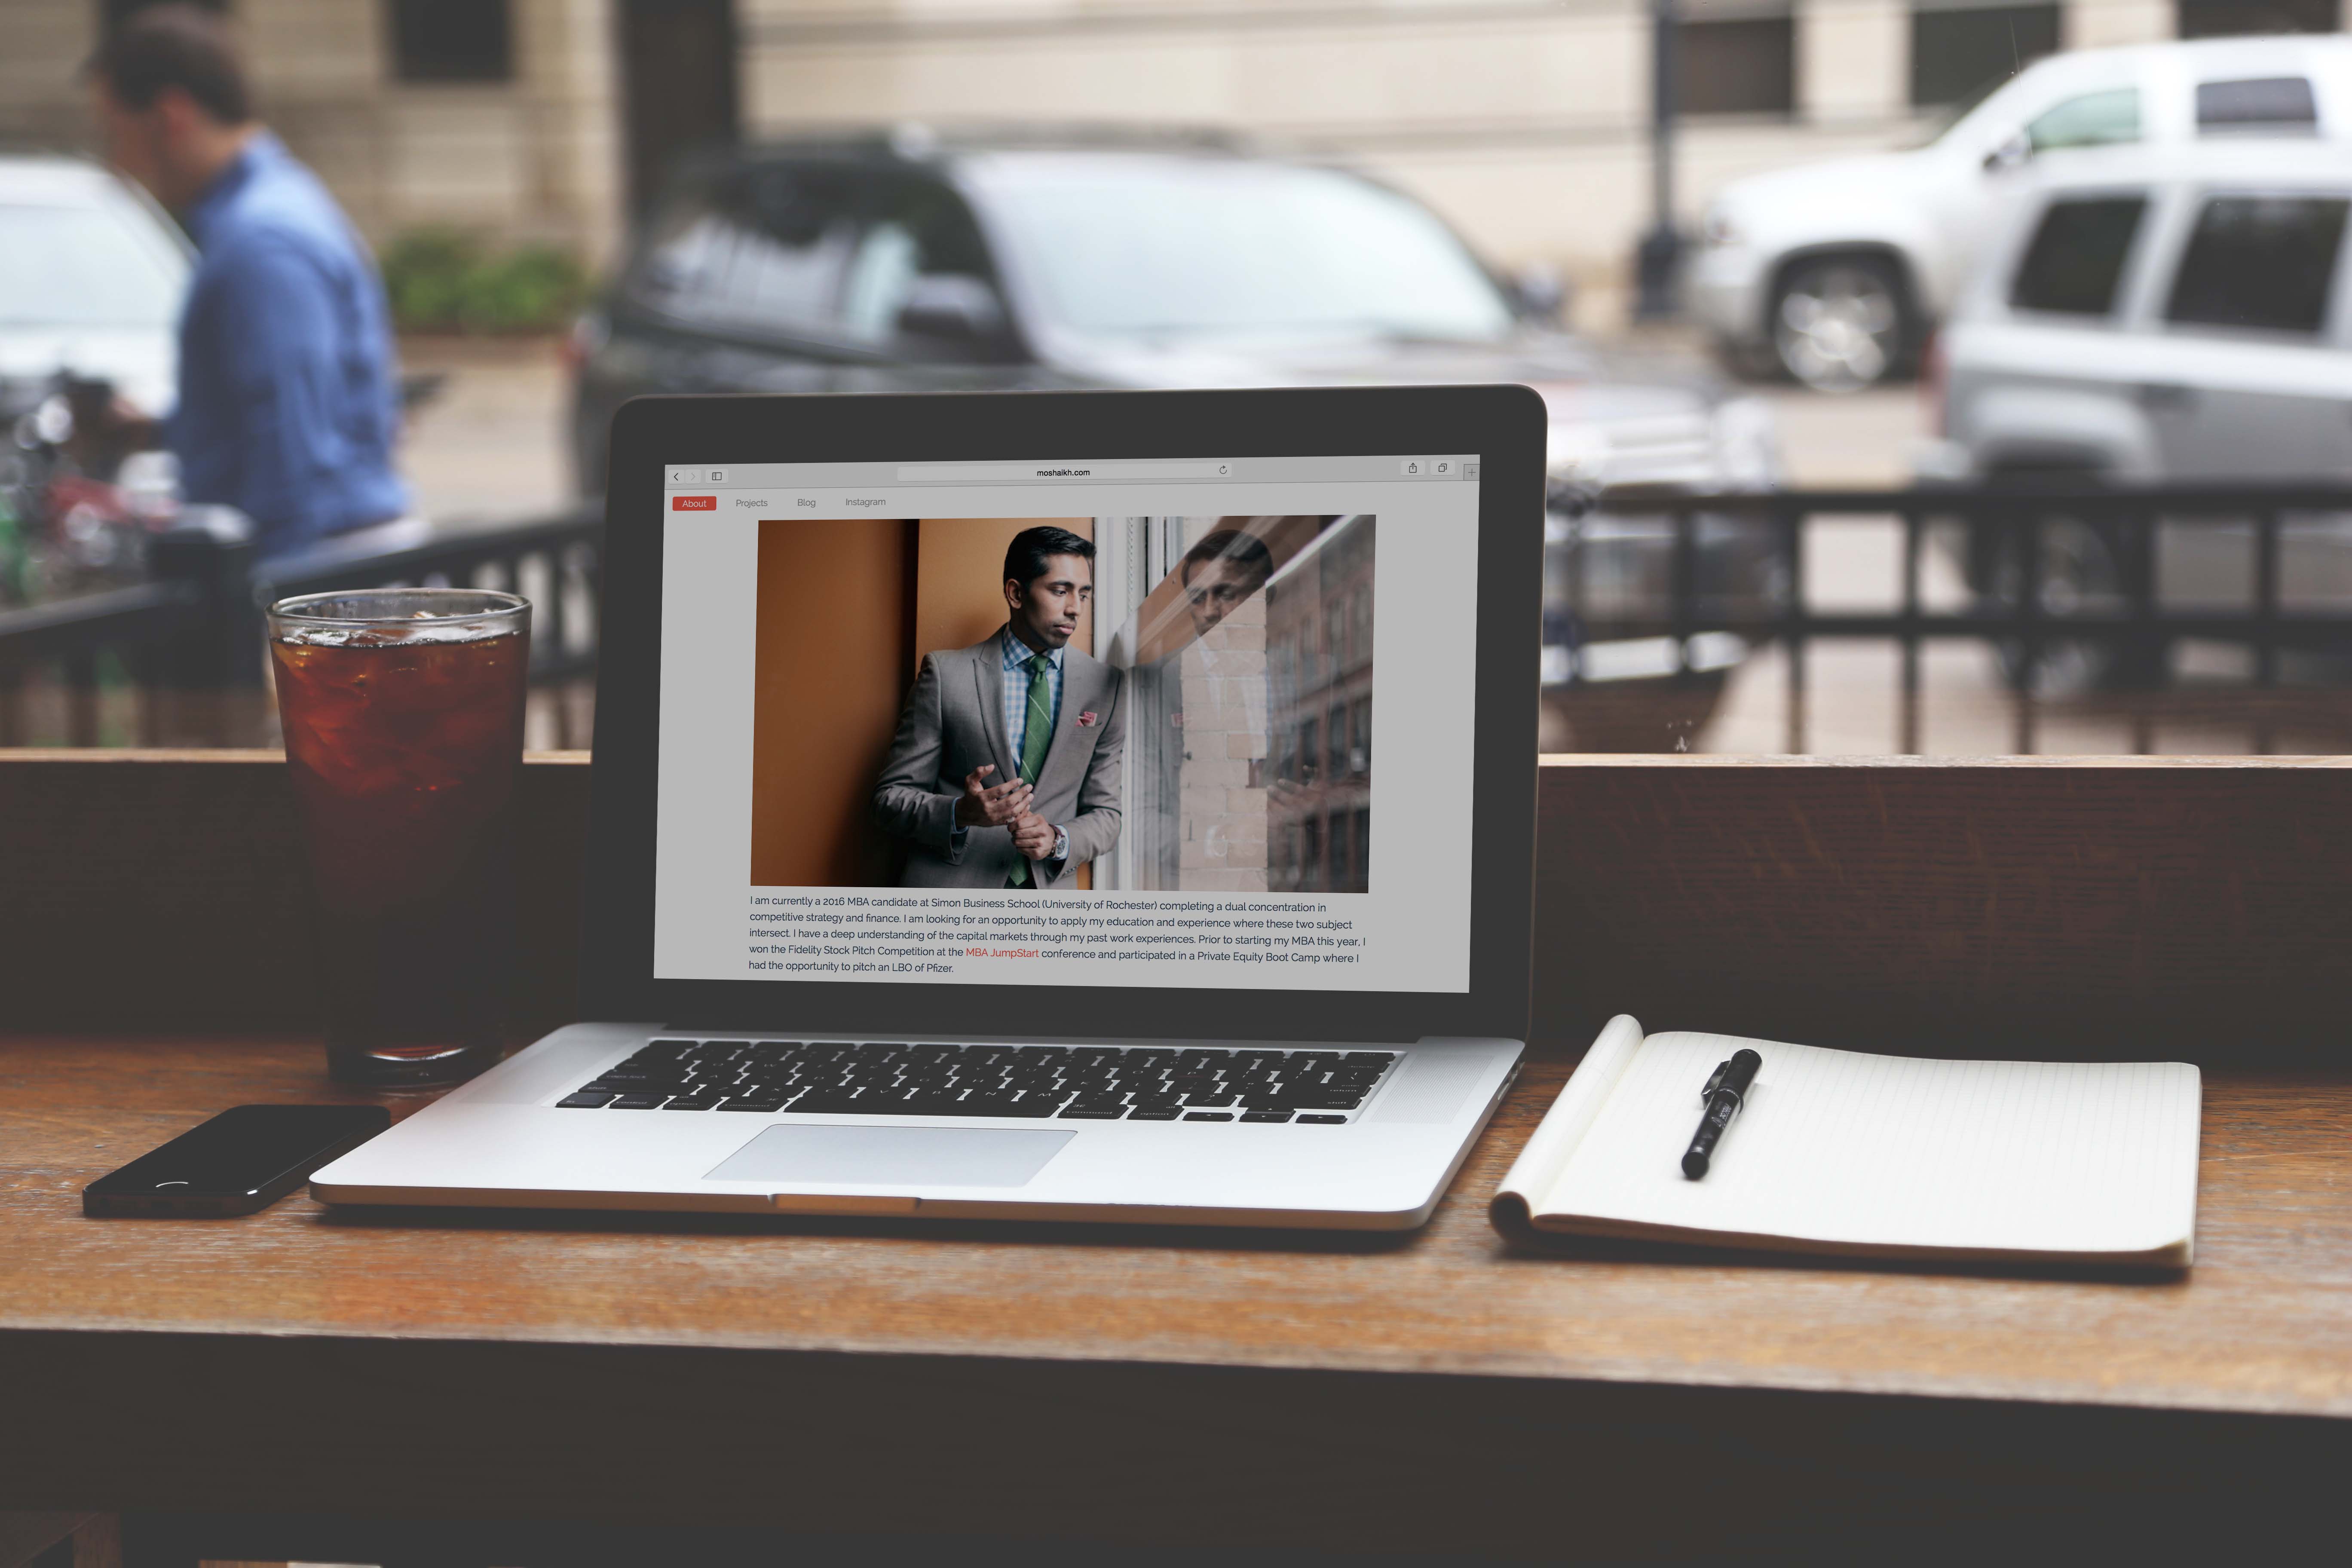 moshaikh.com
About Projects Blog Instagram
I am currently a 2016 MBA candidate at Simon Business School (University of Rochester) completing a dual concentration in
competitive strategy and finance. I am looking for an opportunity to apply my education and experience where these two subject
intersect. I have a deep understanding of the capital markets through my past work experiences. Prior to starting my MBA this year, I
won the Fidelity Stock Pitch Competition at the MBA JumpStart conference and participated in a Private Equity Boot Camp where I
had the opportunity to pitch an LBO of Pfizer.
command
option